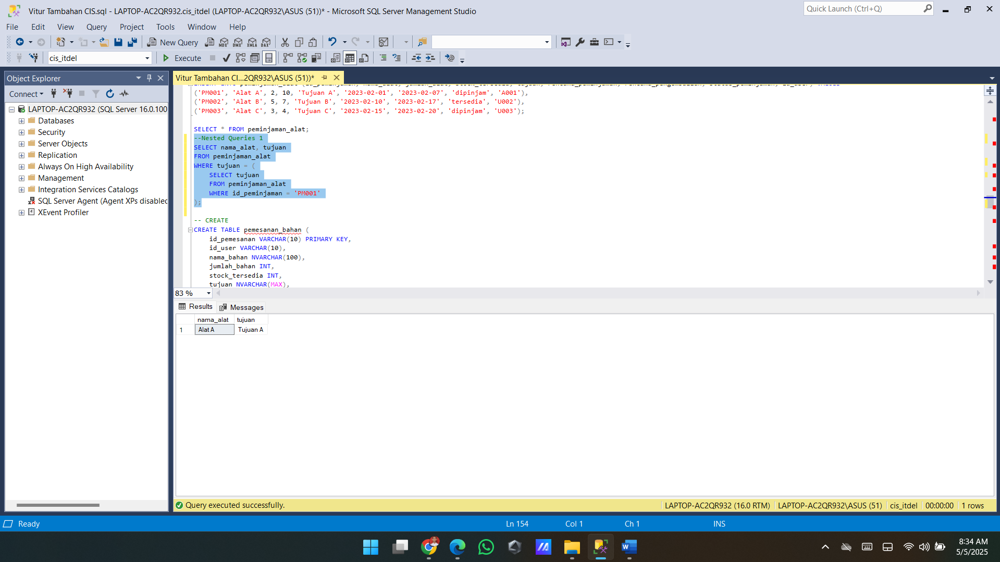 Vitur Tambahan CIS.sql - LAPTOP-AC2QR932.cis_itdel (LAPTOP-AC2QR932\ASUS (51))* - Microsoft SQL Server Management Studio
Quick Launch (Ctrl+Q)
File Edit View Query Project Tools Window Help
New Query
MDX DMX XMLA DAX
cis_itdel
Execute
Object Explorer
Vitur Tambahan CI...2QR932\ASUS (51))*
Connect
LAPTOP-AC2QR932 (SQL Server 16.0.100
Databases
Security
Server Objects
Replication
Always On High Availability
Management
Integration Services Catalogs
SQL Server Agent (Agent XPs disabled
XEvent Profiler
('PM001', 'Alat A', 2, 10, 'Tujuan A', '2023-02-01', '2023-02-07', 'dipinjam', 'A001'),
('PM002', 'Alat B', 5, 7, 'Tujuan B', '2023-02-10', '2023-02-17', 'tersedia', 'U002'),
('PM003', 'Alat C', 3, 4, 'Tujuan C', '2023-02-15', '2023-02-20', 'dipinjam', 'U003');
SELECT * FROM peminjaman_alat;
--Nested Queries 1
SELECT nama_alat, tujuan
FROM peminjaman_alat
WHERE tujuan = (
SELECT tujuan
FROM peminjaman_alat
WHERE id_peminjaman = 'PM001'
);
-- CREATE
CREATE TABLE pemesanan_bahan (
id_pemesanan VARCHAR(10) PRIMARY KEY,
id_user VARCHAR(10),
nama_bahan NVARCHAR(100),
jumlah_bahan INT,
stock_tersedia INT,
tujuan NVARCHAR(MAX),
83 %
Results Messages
nama_alat tujuan
1 Alat A Tujuan A
Query executed successfully.
LAPTOP-AC2QR932 (16.0 RTM) LAPTOP-AC2QR932\ASUS (51) cis_itdel 00:00:00 1 rows
Ready
Ln 154 Col 1 Ch 1 INS
8:34 AM
5/5/2025